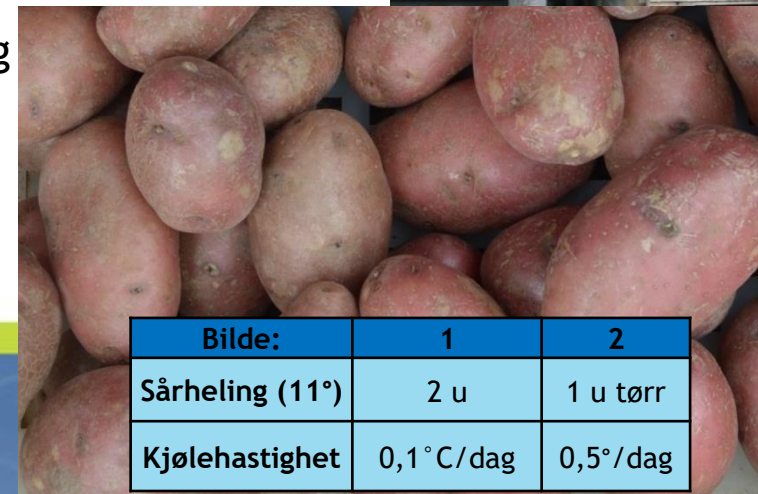 g
Bilde: 1 2
Sårheling (11°) 2 u 1 u tørr
Kjølehastighet 0,1°C/dag 0,5°/dag